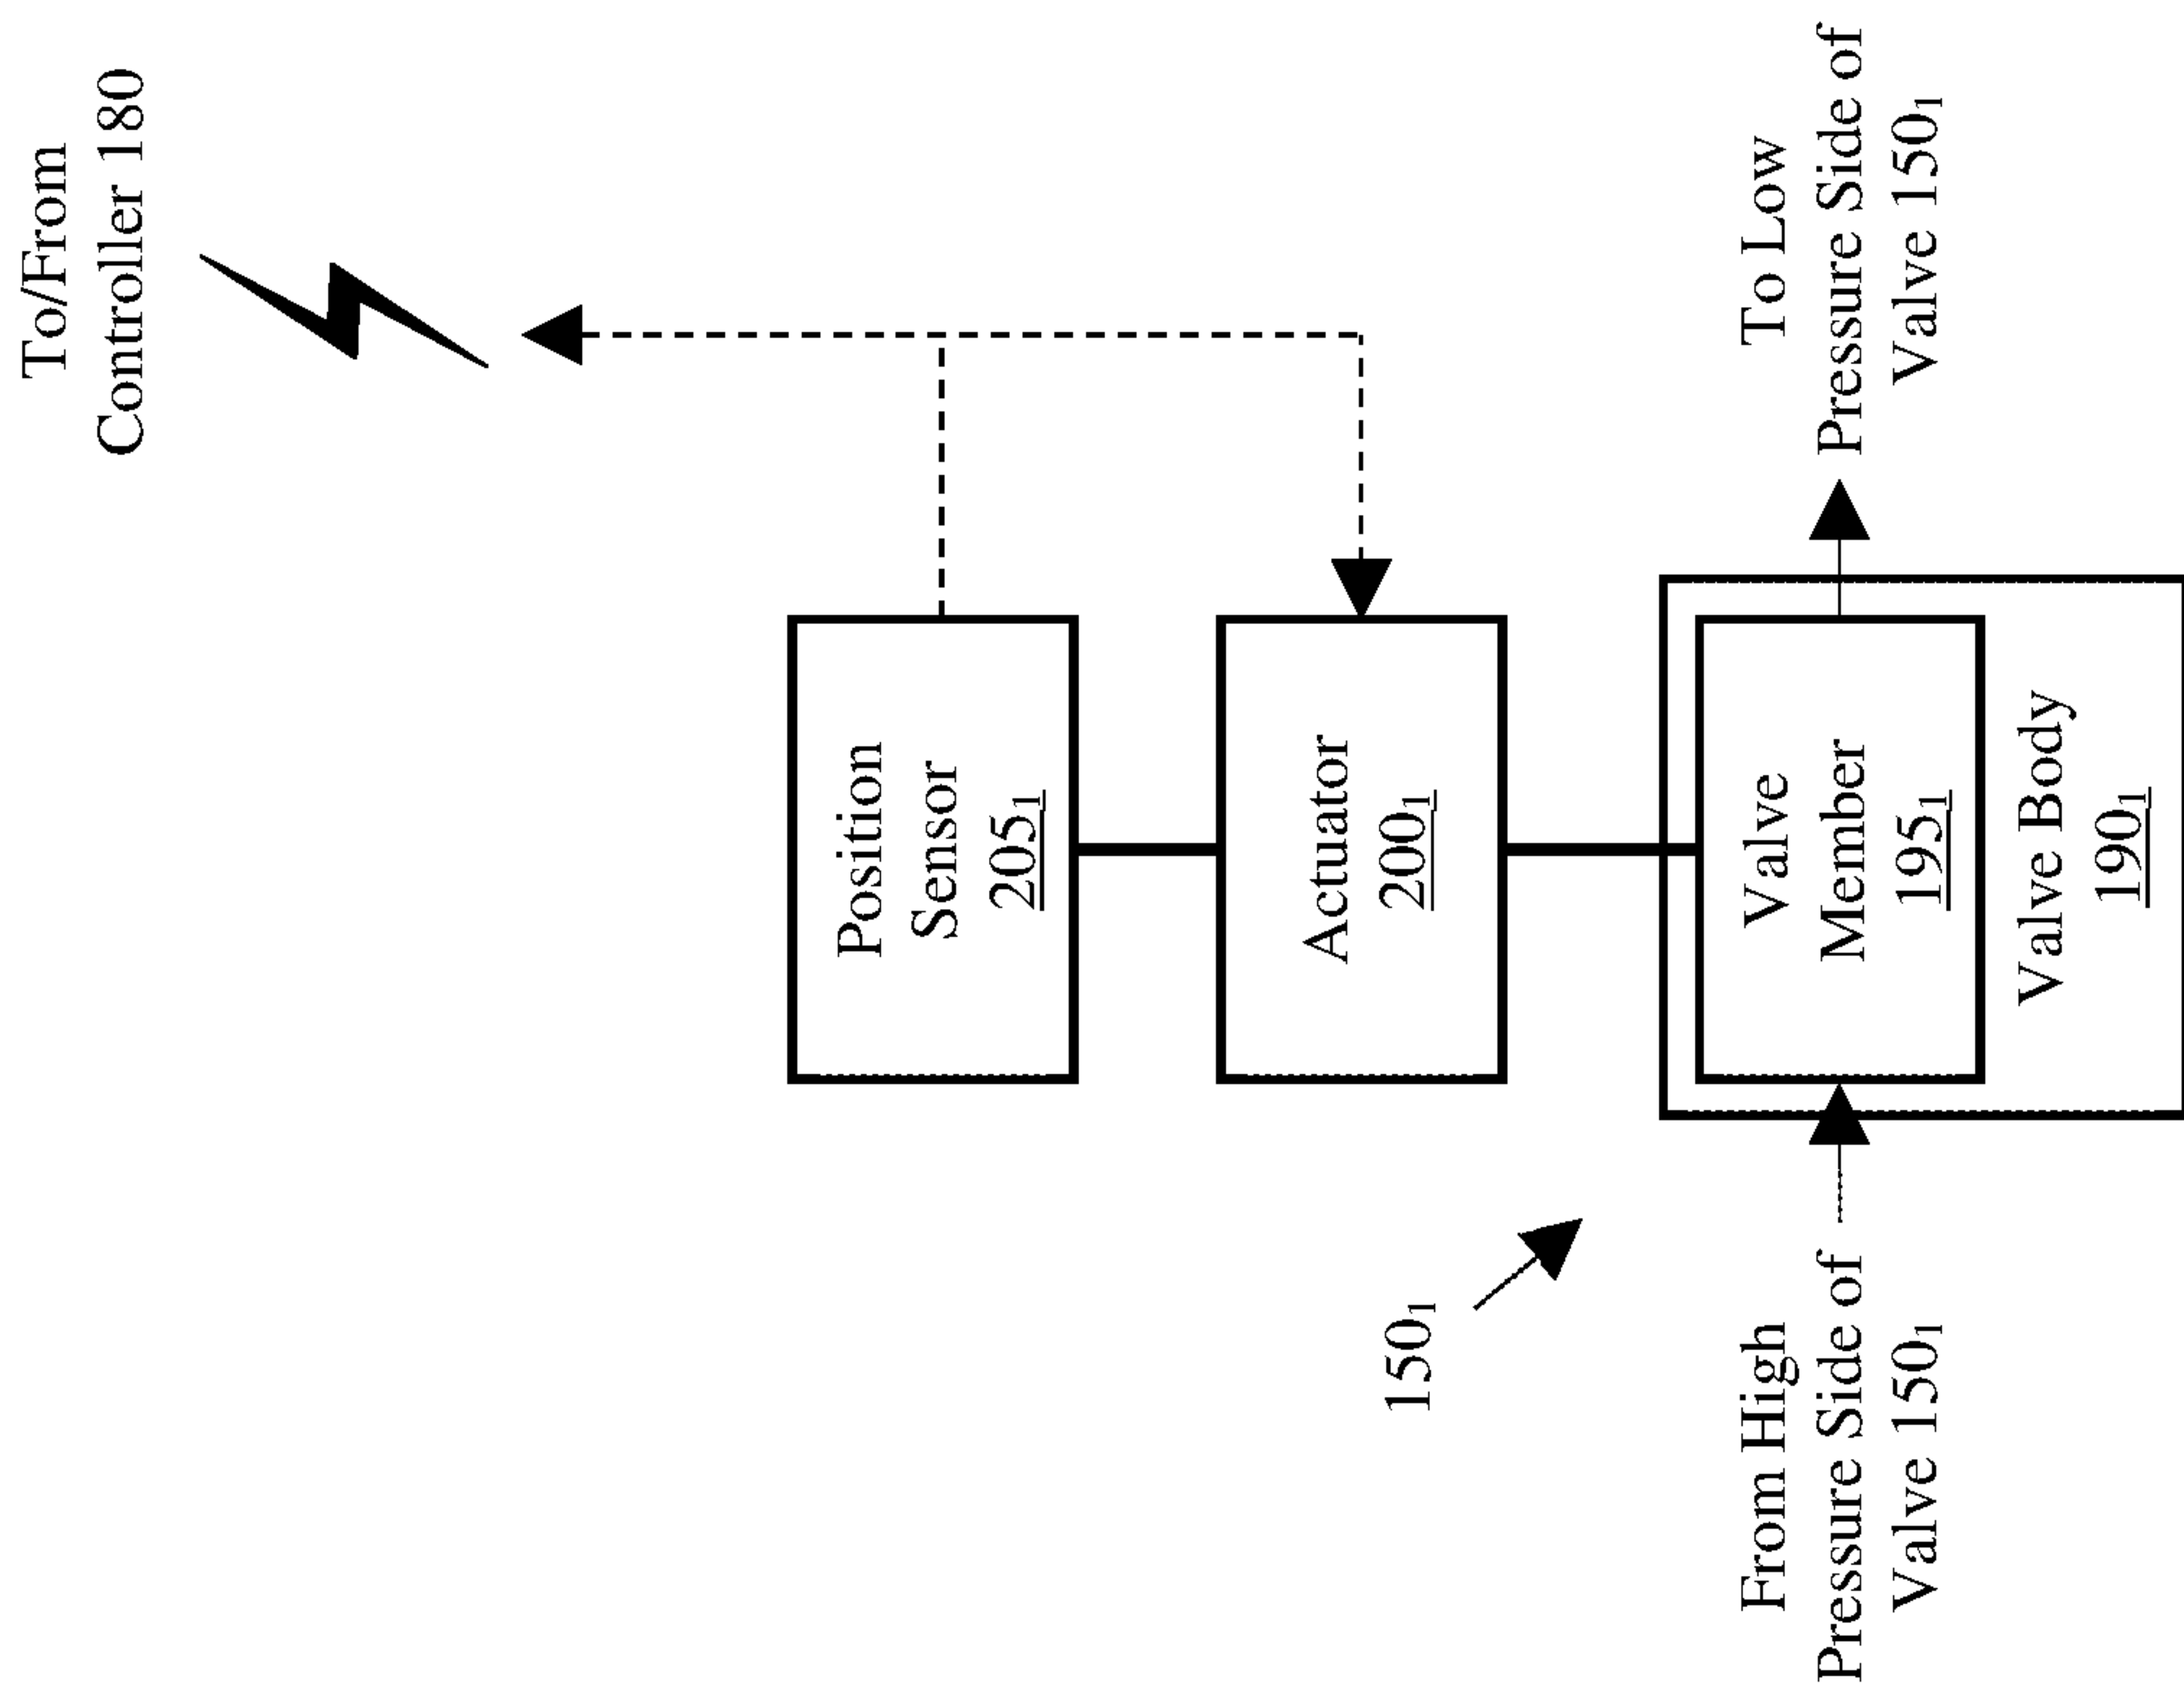 To/From
Controller 180
Position
Sensor
205₁
Actuator
200₁
150₁
From High
Pressure Side of
Valve 150₁
Valve
Member
195₁
Valve Body
190₁
To Low
Pressure Side of
Valve 150₁